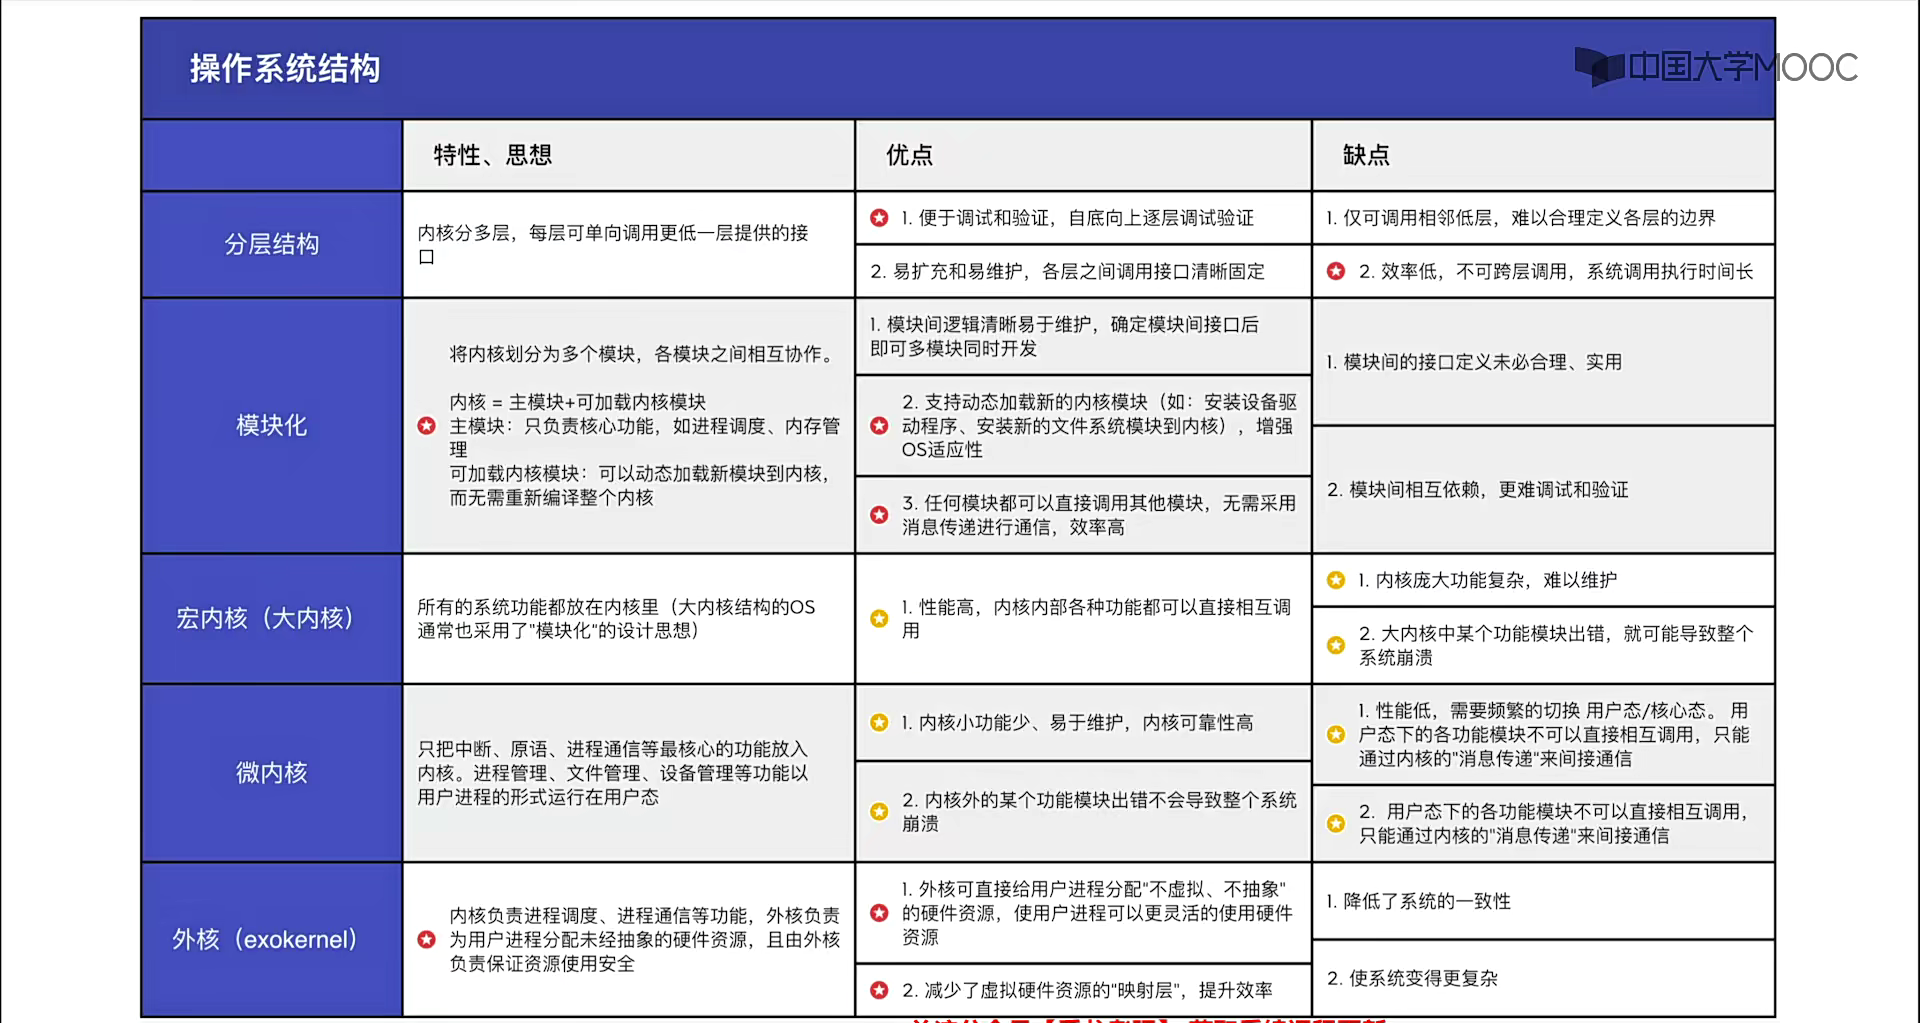 操作系统结构
中国大学MOOC
特性、思想
优点
缺点
分层结构
内核分多层，每层可单向调用更低一层提供的接
口
1. 便于调试和验证，自底向上逐层调试验证
2. 易扩充和易维护，各层之间调用接口清晰固定
1. 仅可调用相邻低层，难以合理定义各层的边界
2. 效率低，不可跨层调用，系统调用执行时间长
模块化
将内核划分为多个模块，各模块之间相互协作。
内核 = 主模块+可加载内核模块
主模块：只负责核心功能，如进程调度、内存管
理
可加载内核模块：可以动态加载新模块到内核，
而无需重新编译整个内核
1. 模块间逻辑清晰易于维护，确定模块间接口后
即可多模块同时开发
2. 支持动态加载新的内核模块（如：安装设备驱
动程序、安装新的文件系统模块到内核），增强
OS适应性
3. 任何模块都可以直接调用其他模块，无需采用
消息传递进行通信，效率高
1. 模块间的接口定义未必合理、实用
2. 模块间相互依赖，更难调试和验证
宏内核（大内核）
所有的系统功能都放在内核里（大内核结构的OS
通常也采用了"模块化"的设计思想）
1. 性能高，内核内部各种功能都可以直接相互调
用
1. 内核庞大功能复杂，难以维护
2. 大内核中某个功能模块出错，就可能导致整个
系统崩溃
微内核
只把中断、原语、进程通信等最核心的功能放入
内核。进程管理、文件管理、设备管理等功能以
用户进程的形式运行在用户态
1. 内核小功能少、易于维护，内核可靠性高
2. 内核外的某个功能模块出错不会导致整个系统
崩溃
1. 性能低，需要频繁的切换 用户态/核心态。 用
户态下的各功能模块不可以直接相互调用，只能
通过内核的"消息传递"来间接通信
2. 用户态下的各功能模块不可以直接相互调用，
只能通过内核的"消息传递"来间接通信
外核（exokernel）
内核负责进程调度、进程通信等功能，外核负责
为用户进程分配未经抽象的硬件资源，且由外核
负责保证资源使用安全
1. 外核可直接给用户进程分配"不虚拟、不抽象"
的硬件资源，使用户进程可以更灵活的使用硬件
资源
2. 减少了虚拟硬件资源的"映射层"，提升效率
1. 降低了系统的一致性
2. 使系统变得更复杂